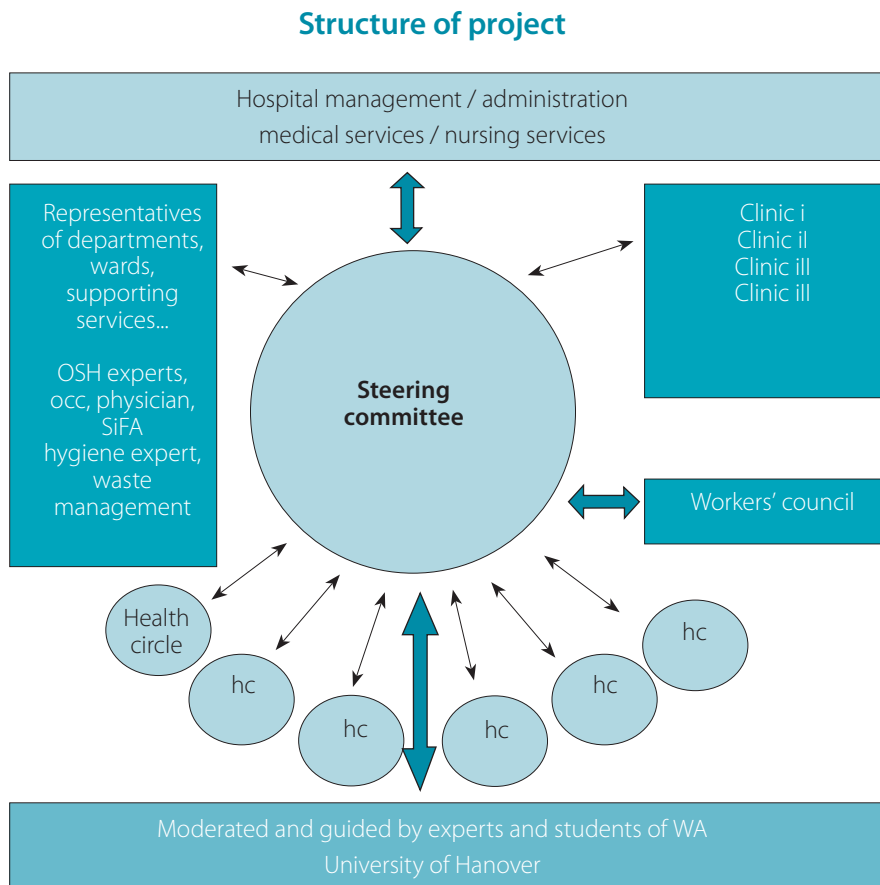 Structure of project
Hospital management / administration
medical services / nursing services
Representatives
of departments,
wards,
supporting
services...
OSH experts,
occ, physician,
SiFA
hygiene expert,
waste
management
Clinic i
Clinic il
Clinic ill
Clinic ill
Steering
committee
Workers’ council
Health
circle
hc
hc
hc
hc
hc
Moderated and guided by experts and students of WA
University of Hanover